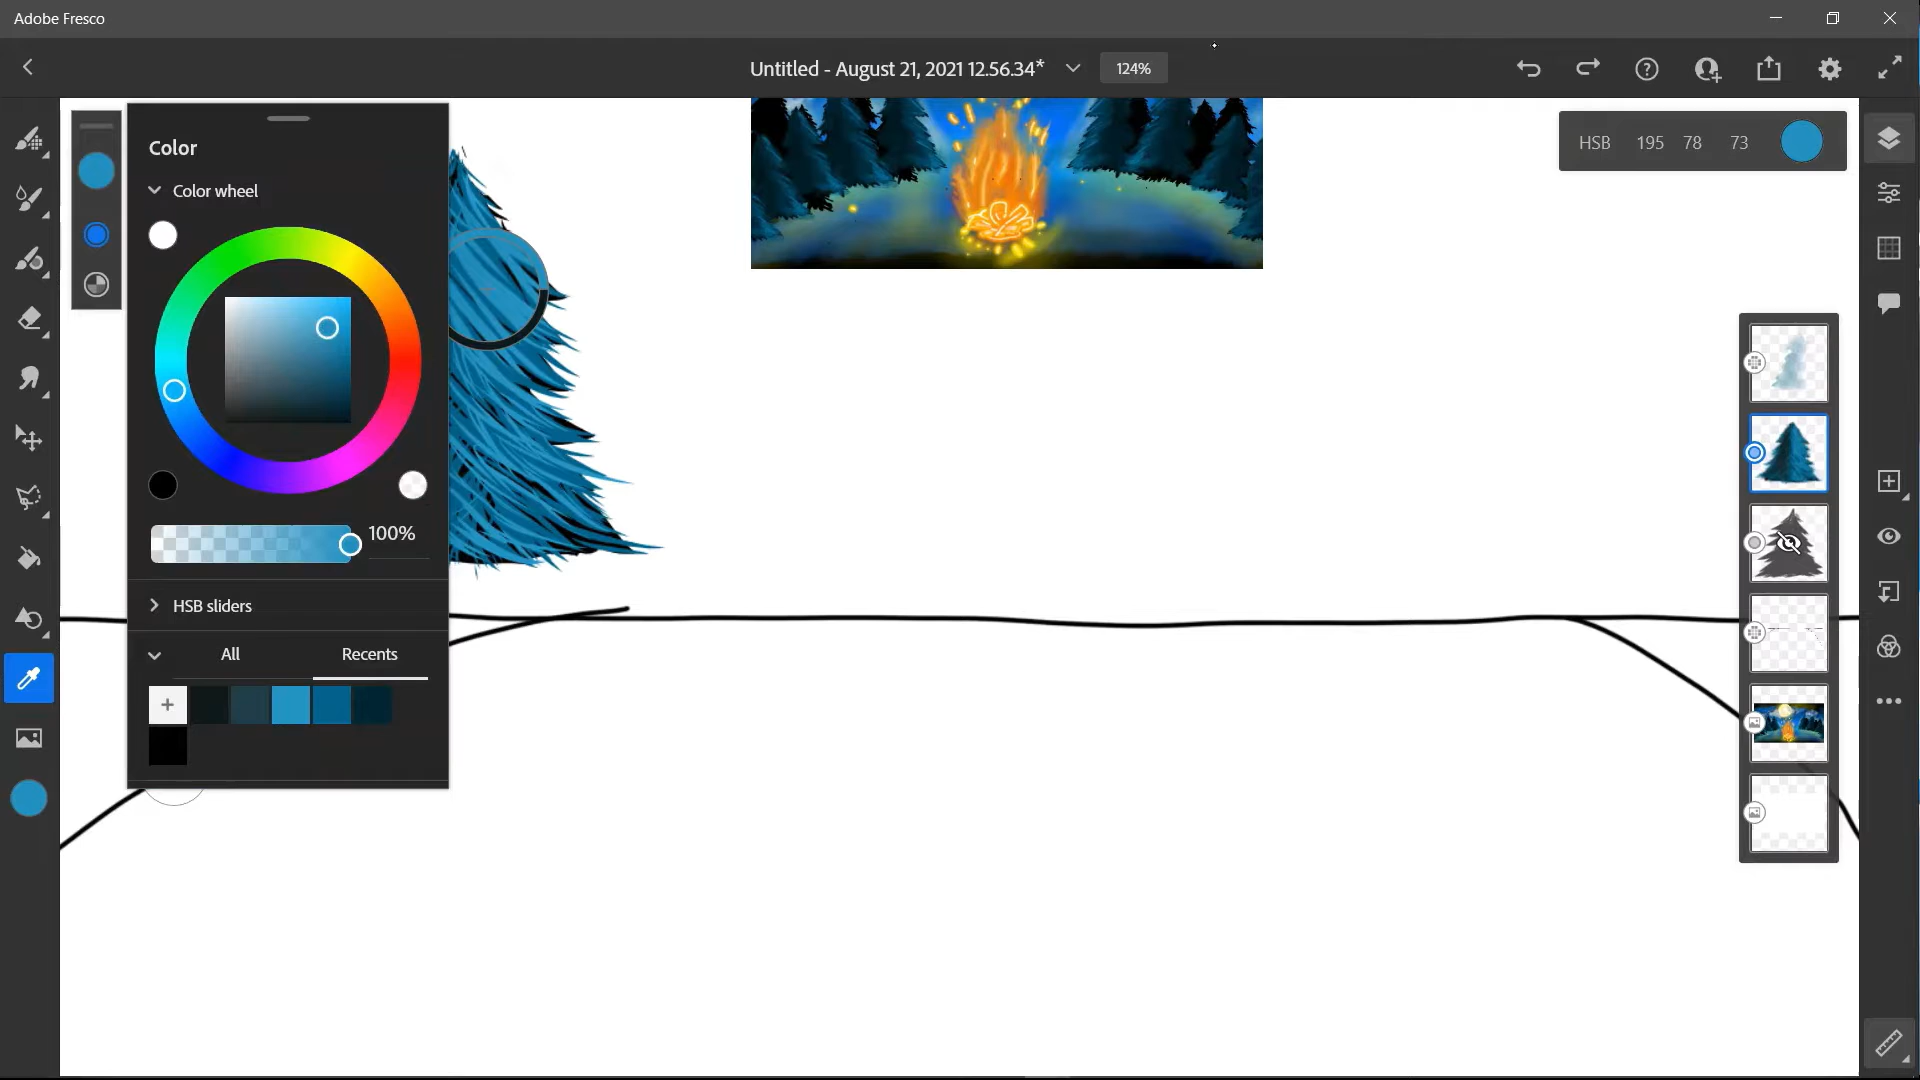 Adobe Fresco
Untitled - August 21, 2021 12.56.34*
124%
Color
Color wheel
HSB 195 78 73
100%
HSB sliders
All Recents